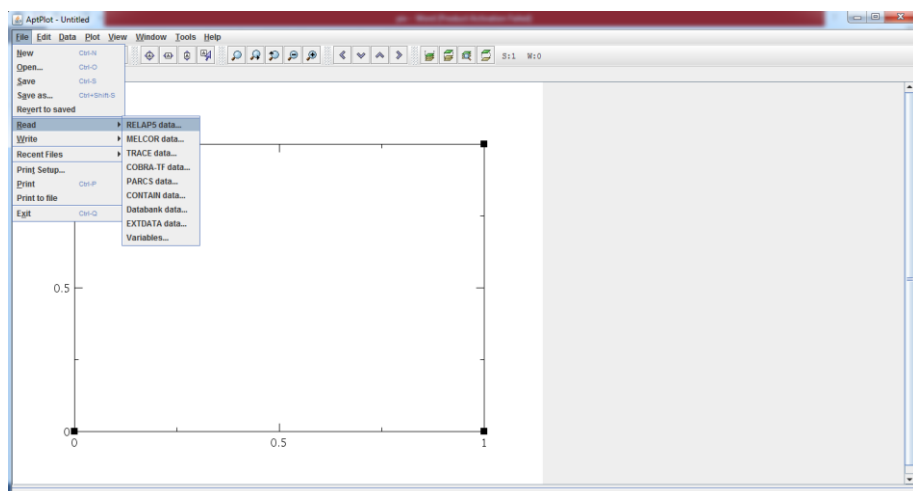 AptPlot - Untitled
File Edit Data Plot View Window Tools Help
New Ctrl-N
S:1 W:0
Open... Ctrl-O
Save Ctrl-S
Save as... Ctrl+Shift-S
Revert to saved
Read RELAP5 data...
Write MELCOR data...
Recent Files TRACE data...
Print Setup... COBRA-TF data...
Print Ctrl-P PARCS data...
Print to file CONTAIN data...
Exit Ctrl-Q Databank data...
EXTDATA data...
Variables...
0.5
0
0 0.5 1